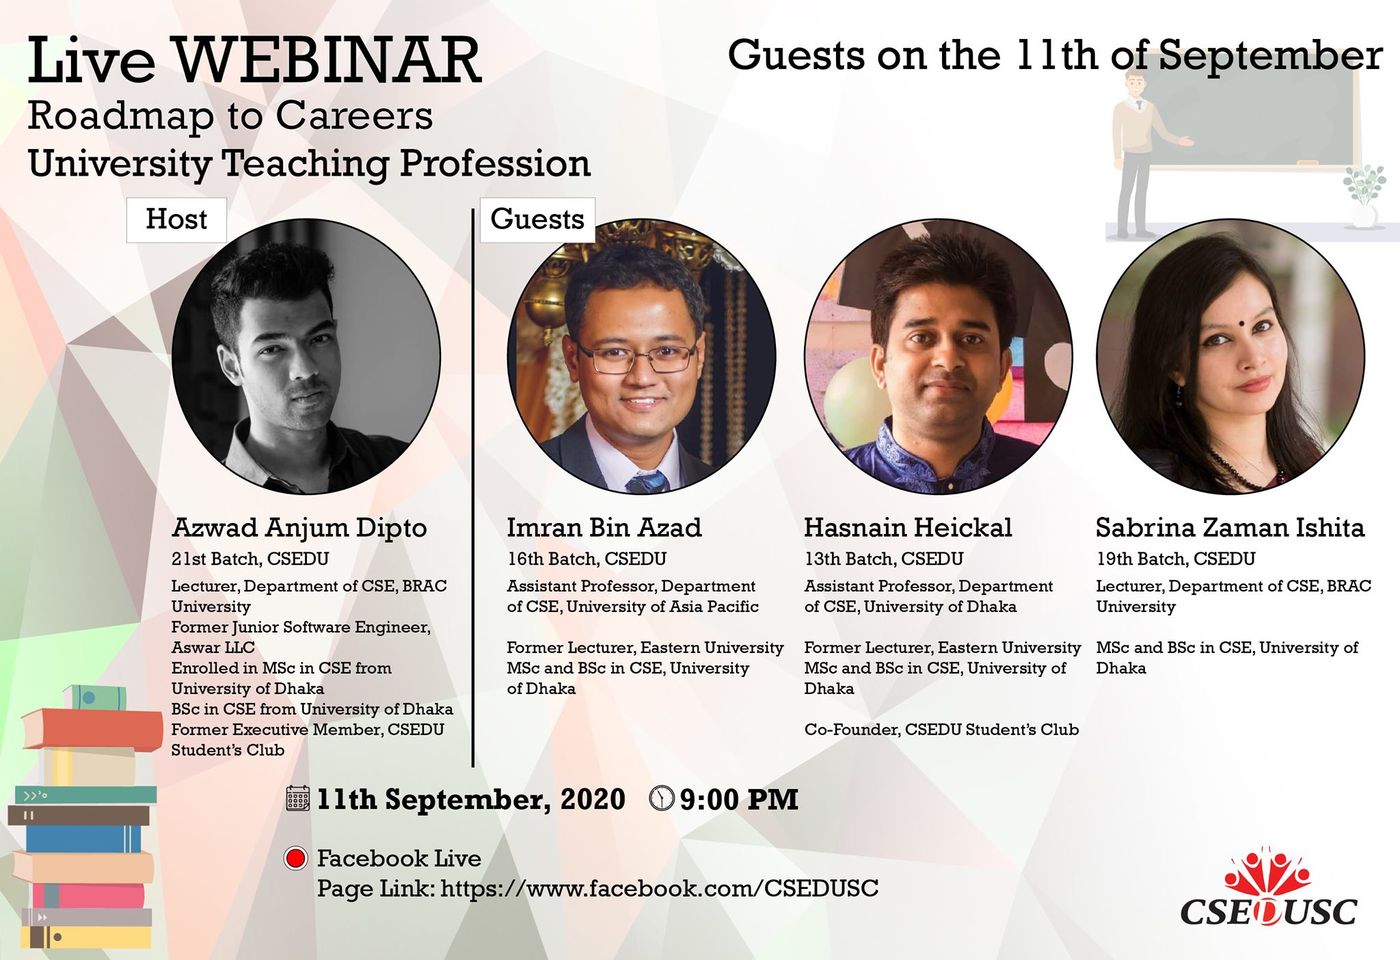 Live WEBINAR
Roadmap to Careers
University Teaching Profession
Guests on the 11th of September
Host
Azwad Anjum Dipto
21st Batch, CSEDU
Lecturer, Department of CSE, BRAC
University
Former Junior Software Engineer,
Aswar LLC
Enrolled in MSc in CSE from
University of Dhaka
BSc in CSE from University of Dhaka
Former Executive Member, CSEDU
Student's Club
Guests
Imran Bin Azad
16th Batch, CSEDU
Assistant Professor, Department
of CSE, University of Asia Pacific
Former Lecturer, Eastern University
MSc and BSc in CSE, University
of Dhaka
Hasnain Heickal
13th Batch, CSEDU
Assistant Professor, Department
of CSE, University of Dhaka
Former Lecturer, Eastern University
MSc and BSc in CSE, University of
Dhaka
Co-Founder, CSEDU Student's Club
Sabrina Zaman Ishita
19th Batch, CSEDU
Lecturer, Department of CSE, BRAC
University
MSc and BSc in CSE, University of
Dhaka
11th September, 2020
9:00 PM
Facebook Live
Page Link: https://www.facebook.com/CSEDUSC
CSEDUSC